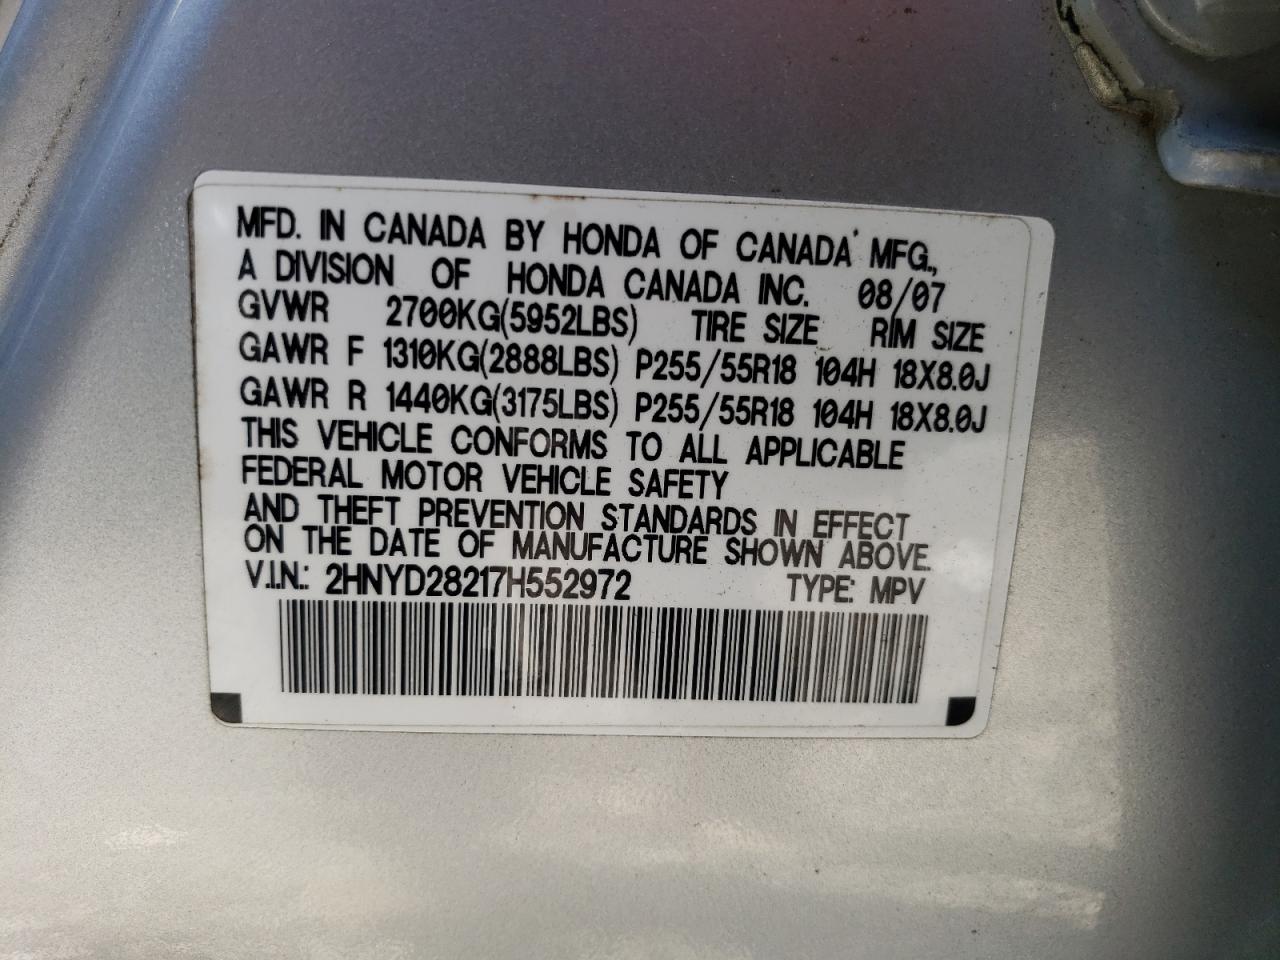 MFD. IN CANADA BY HONDA OF CANADA MFG.,
A DIVISION OF HONDA CANADA INC. 08/07
GVWR 2700KG(5952LBS) TIRE SIZE RIM SIZE
GAWR F 1310KG(2888LBS) P255/55R18 104H 18X8.0J
GAWR R 1440KG(3175LBS) P255/55R18 104H 18X8.0J
THIS VEHICLE CONFORMS TO ALL APPLICABLE
FEDERAL MOTOR VEHICLE SAFETY
AND THEFT PREVENTION STANDARDS IN EFFECT
ON THE DATE OF MANUFACTURE SHOWN ABOVE.
V.I.N.: 2HNYD28217H552972 TYPE: MPV